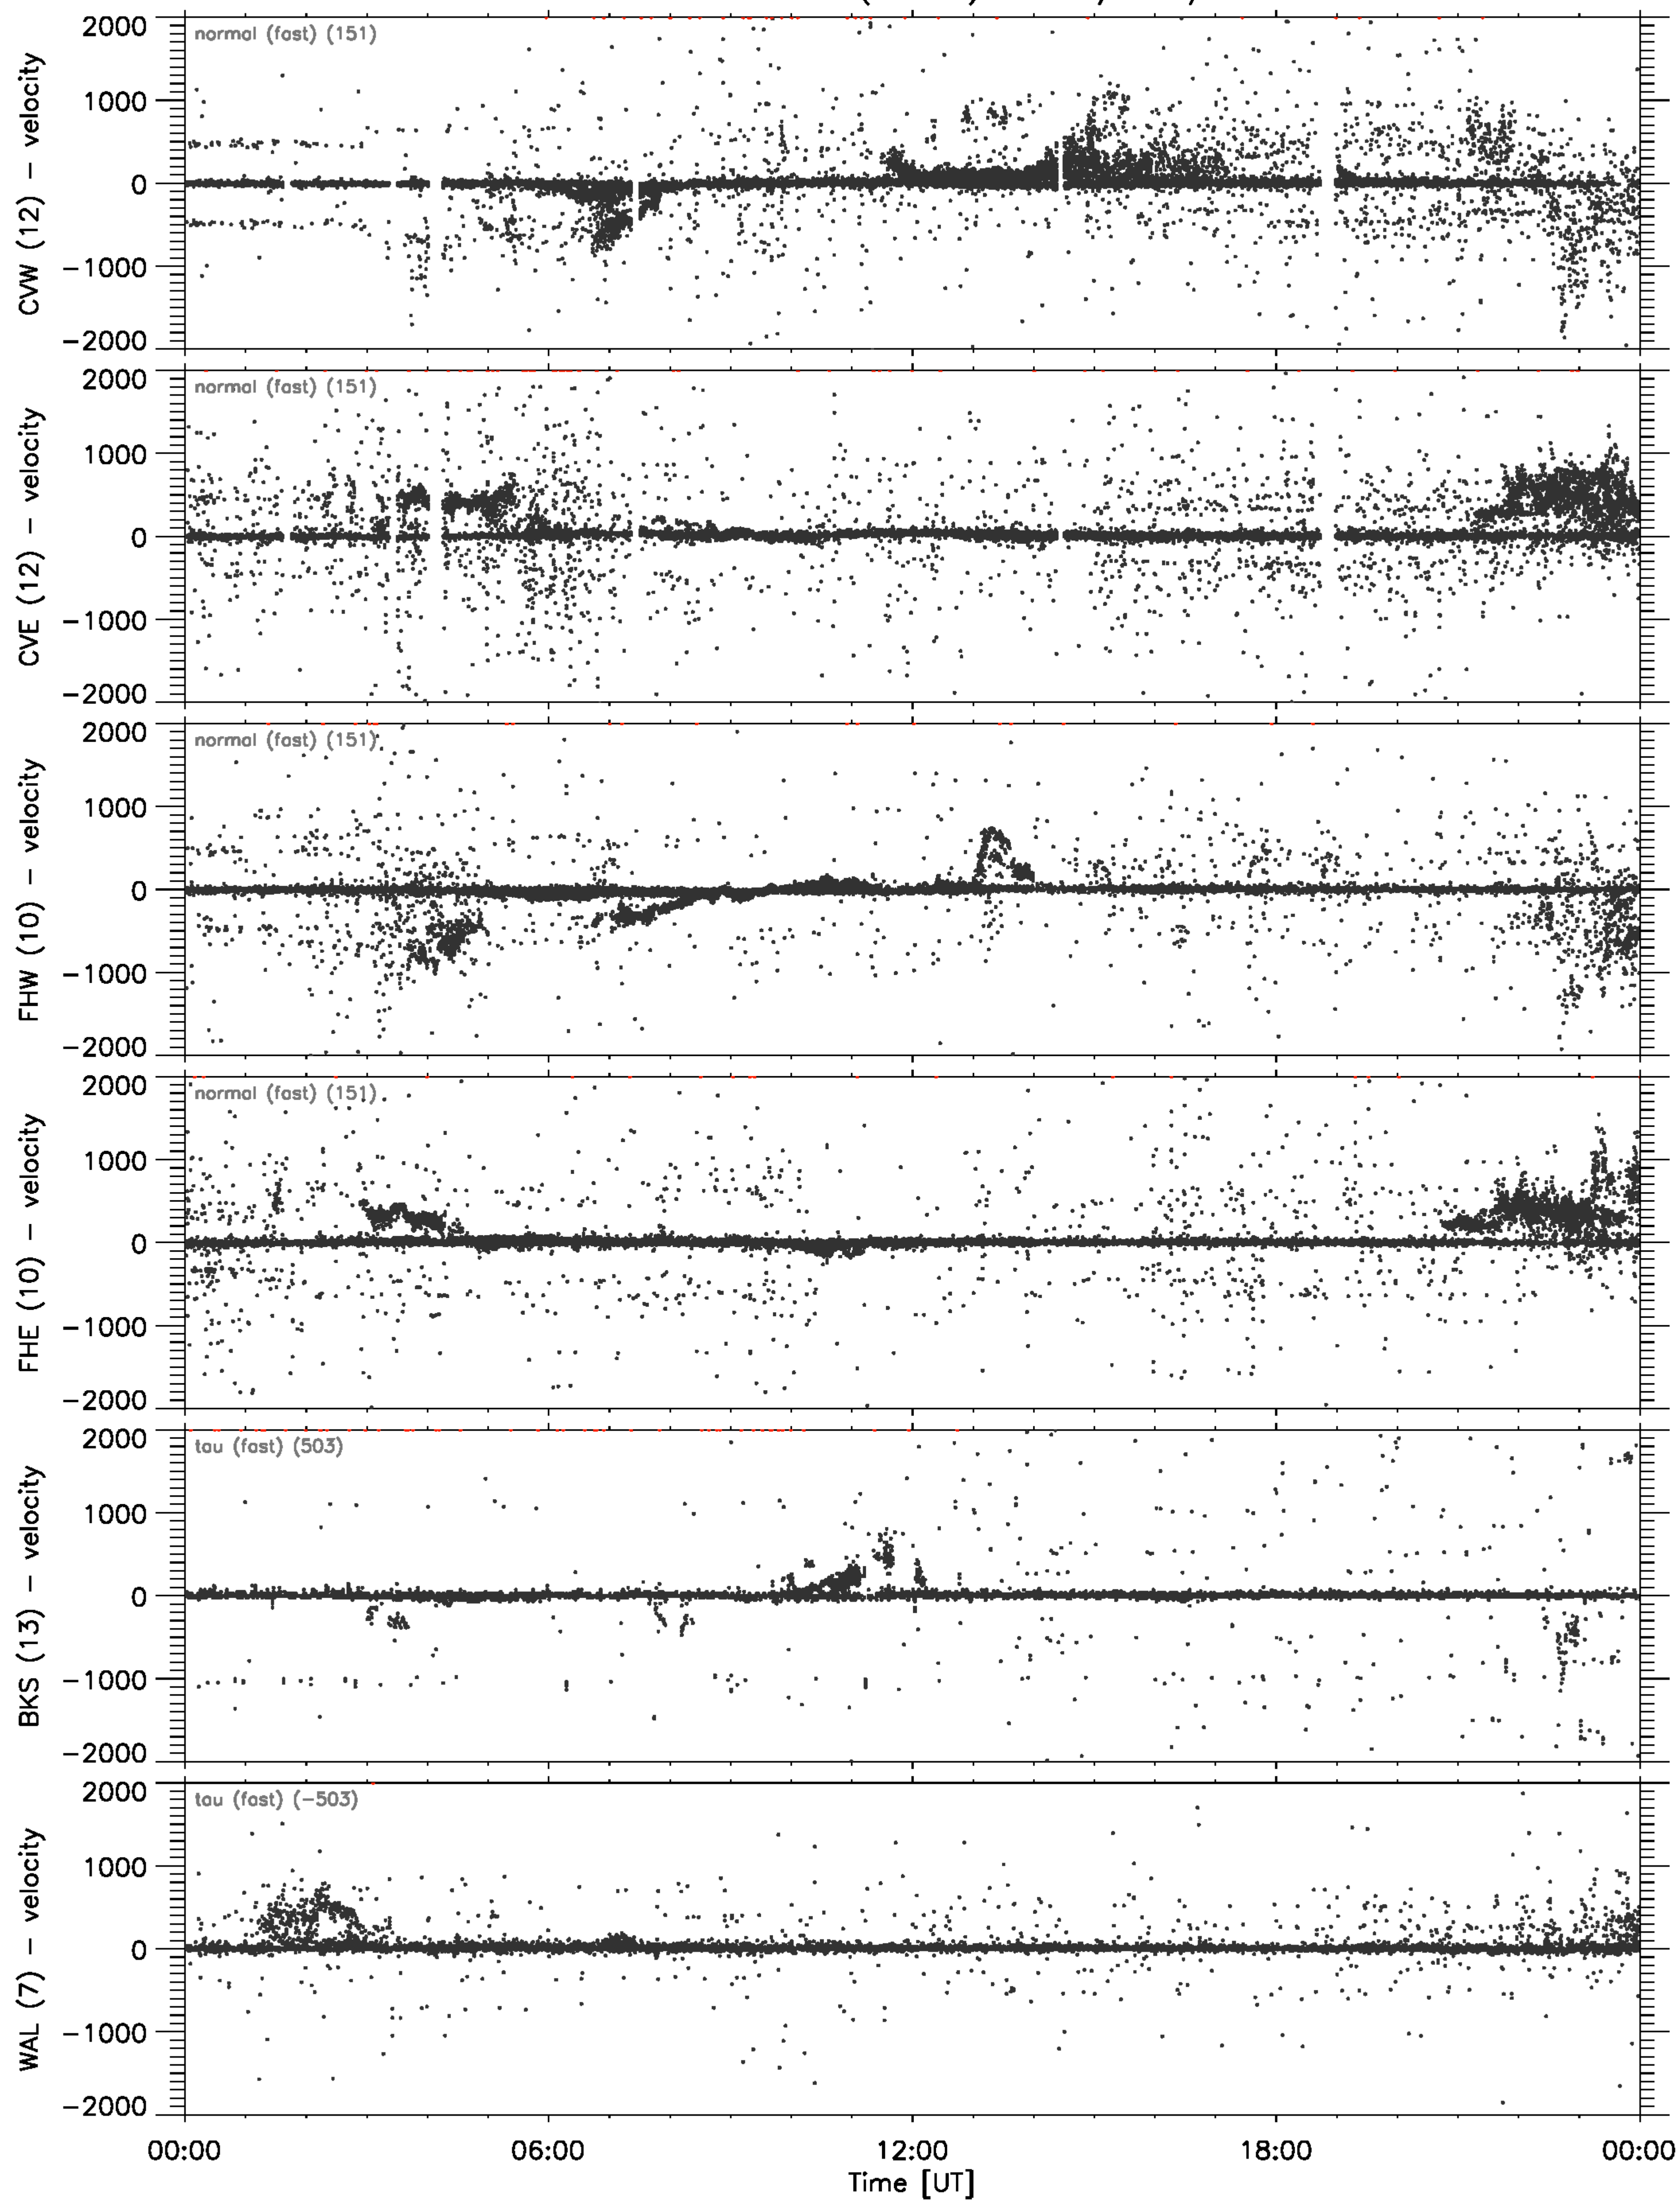 CVW (12) – velocity
normal (fast) (151)
2000
1000
0
−1000
−2000
CVE (12) – velocity
normal (fast) (151)
2000
1000
0
−1000
−2000
FHW (10) – velocity
normal (fast) (151)
2000
1000
0
−1000
−2000
FHE (10) – velocity
normal (fast) (151)
2000
1000
0
−1000
−2000
BKS (13) – velocity
tau (fast) (503)
2000
1000
0
−1000
−2000
WAL (7) – velocity
tau (fast) (−503)
2000
1000
0
−1000
−2000
00:00 06:00 12:00 18:00 00:00
Time [UT]